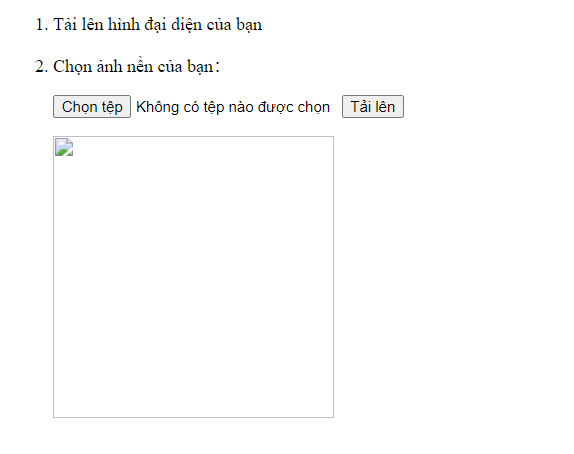 1. Tải lên hình đại diện của bạn
2. Chọn ảnh nền của bạn：
Chọn tệp Không có tệp nào được chọn Tải lên